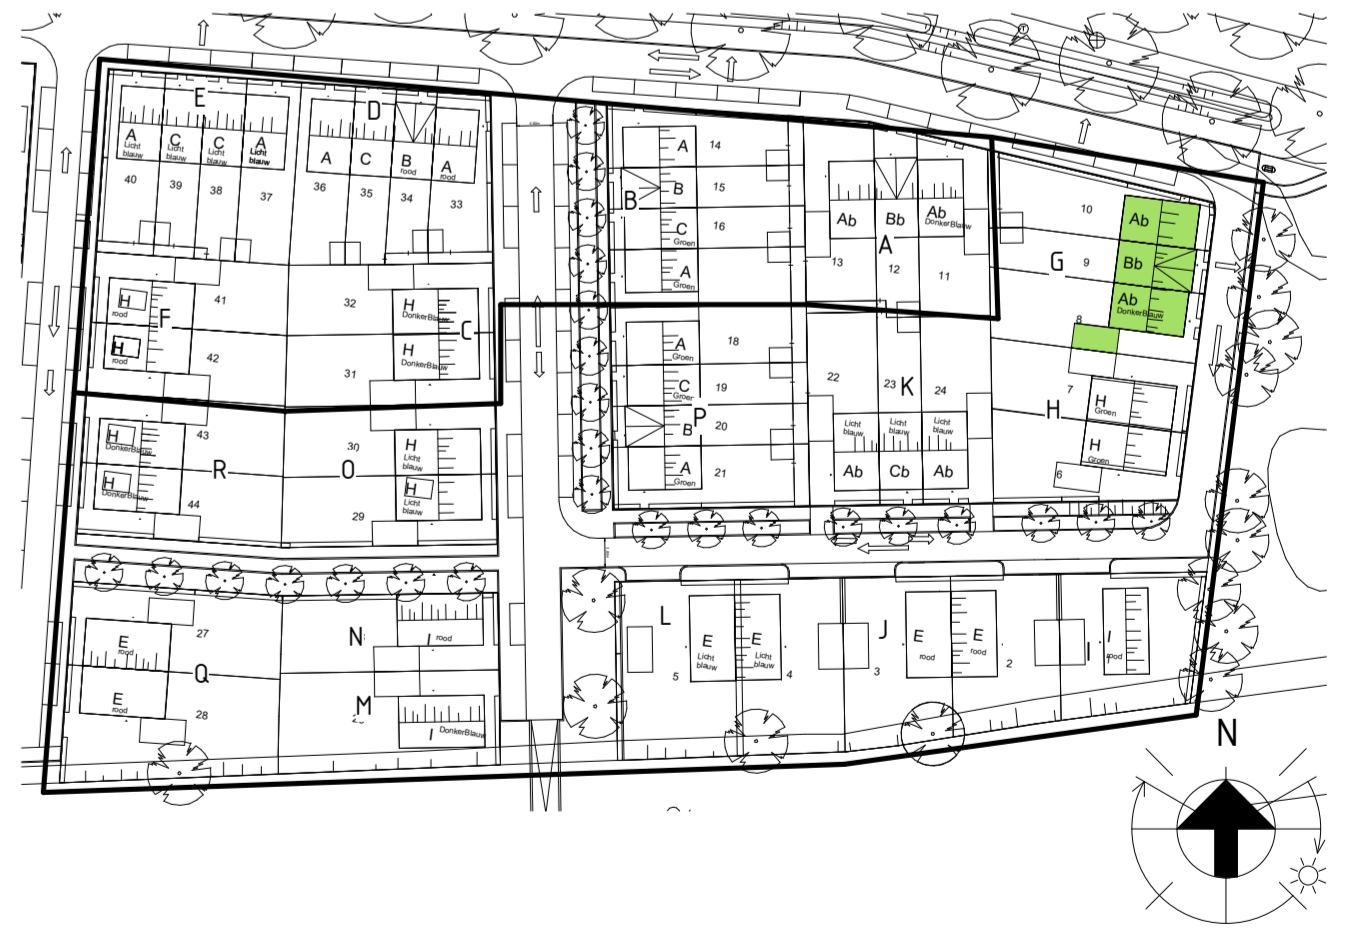 E
A
Licht
blauw
C
Licht
blauw
C
Licht
blauw
A
Licht
blauw
40
39
38
37
D
A
C
B
rood
A
rood
36
35
34
33
B
A
14
B
15
C
Groen
16
A
Groen
A
Ab
Bb
Ab
DonkerBlauw
13
12
11
G
10
Ab
9
Bb
Ab
DonkerBlauw
8
F
H
rood
41
H
rood
42
C
32
H
DonkerBlauw
31
H
DonkerBlauw
P
A
Groen
18
C
Groen
19
B
20
A
Groen
21
K
22
23
24
Licht
blauw
Licht
blauw
Licht
blauw
Ab
Cb
Ab
H
7
H
Groen
H
Groen
6
R
H
DonkerBlauw
43
H
DonkerBlauw
44
O
30
H
Licht
blauw
29
H
Licht
blauw
Q
27
E
rood
E
rood
28
N
I rood
M
I DonkerBlauw
L
E
Licht
blauw
E
Licht
blauw
5
4
J
E
rood
E
rood
3
2
I
I
rood
N